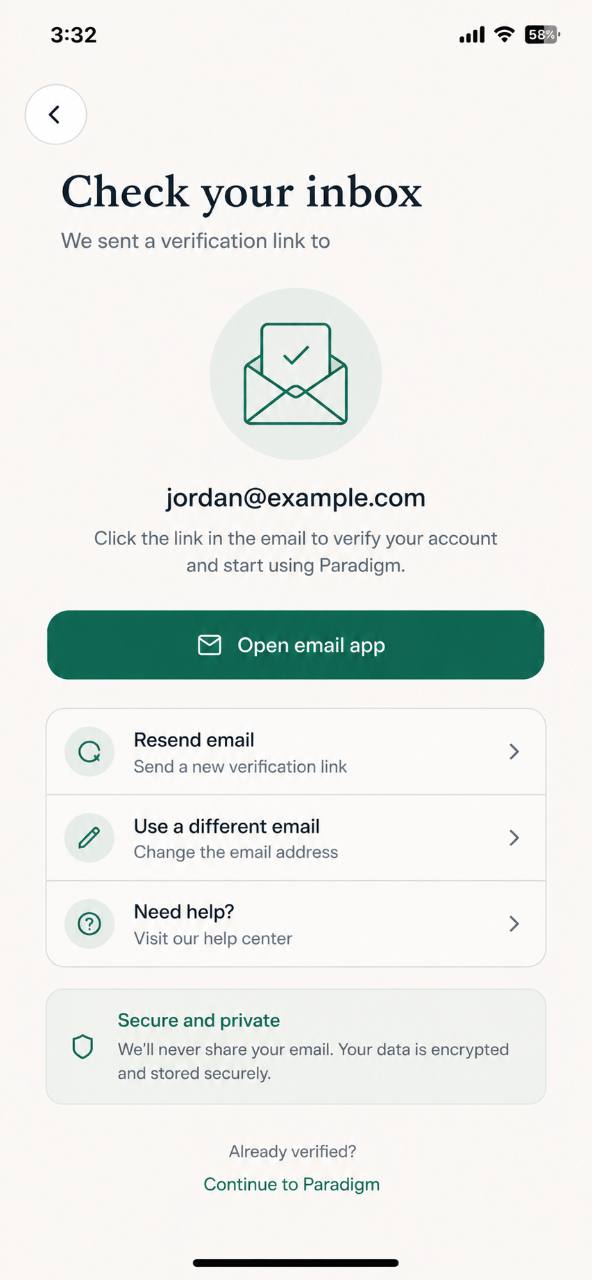 3:32
58%
Check your inbox
We sent a verification link to
jordan@example.com
Click the link in the email to verify your account
and start using Paradigm.
Open email app
Resend email
Send a new verification link
Use a different email
Change the email address
Need help?
Visit our help center
Secure and private
We'll never share your email. Your data is encrypted
and stored securely.
Already verified?
Continue to Paradigm